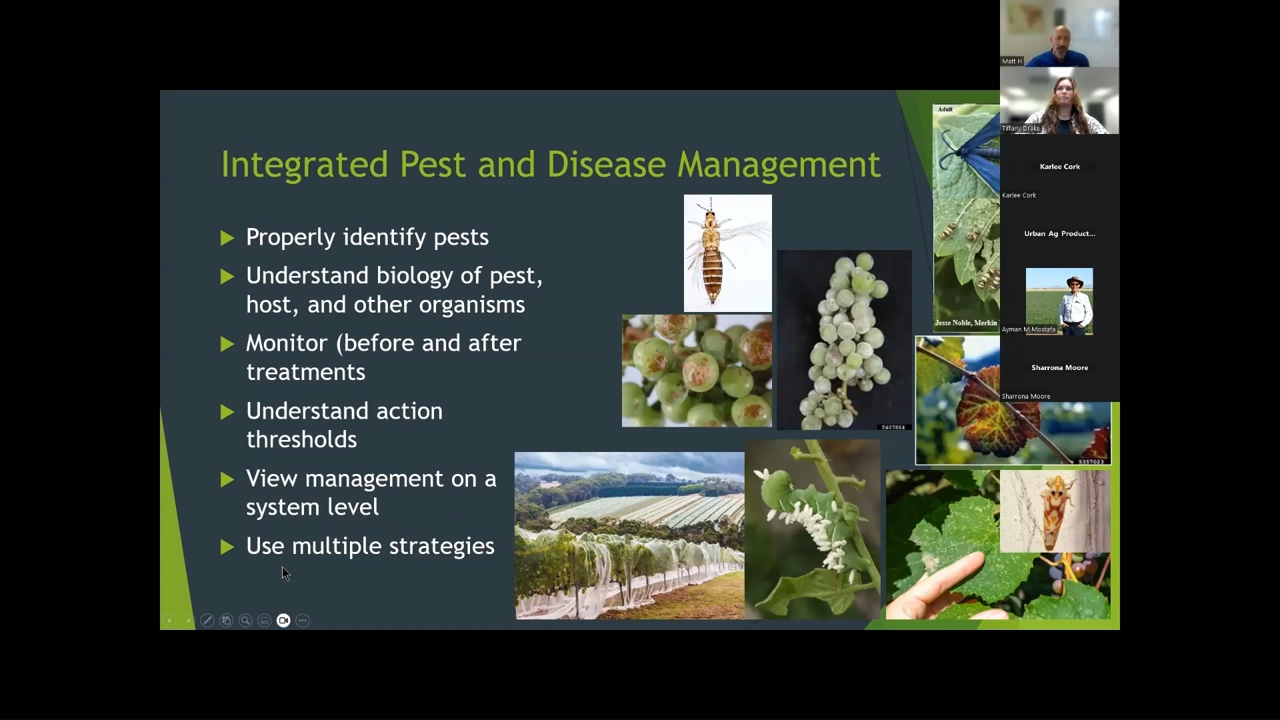 Integrated Pest and Disease Management
Properly identify pests
Understand biology of pest,
host, and other organisms
Monitor (before and after
treatments
Understand action
thresholds
View management on a
system level
Use multiple strategies
Adult
Jesse Noble, Merkin
5407864
5357023
Matt H
Tiffany Drake
Karlee Cork
Karlee Cork
Urban Ag Product...
Ayman M Mostafa
Sharrona Moore
Sharrona Moore